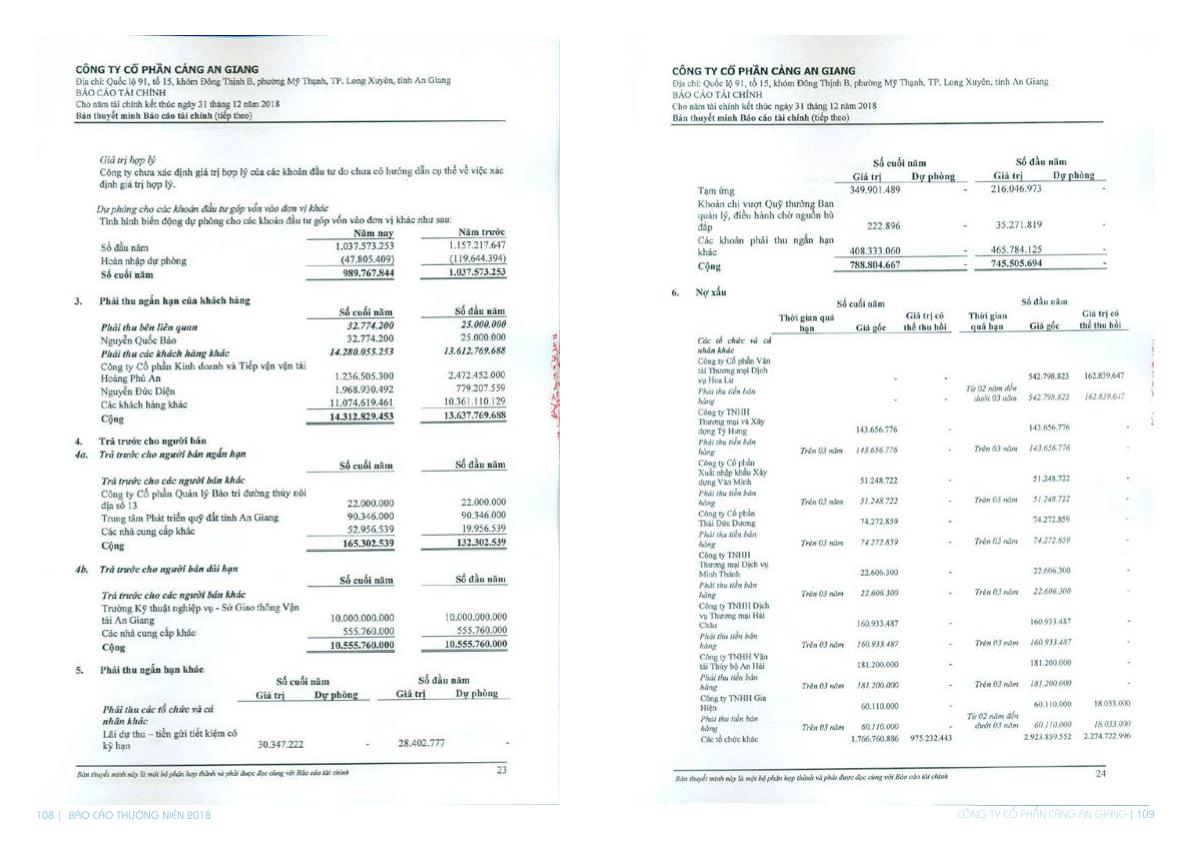 CÔNG TY CỔ PHẦN CẢNG AN GIANG
Địa chỉ: Quốc lộ 91, tổ 15, khóm Đông Thịnh B, phường Mỹ Thạnh, TP. Long Xuyên, tỉnh An Giang
BÁO CÁO TÀI CHÍNH
Cho năm tài chính kết thúc ngày 31 tháng 12 năm 2018
Bản thuyết minh Báo cáo tài chính (tiếp theo)
Giá trị hợp lý
Công ty chưa xác định giá trị hợp lý của các khoản đầu tư do chưa có hướng dẫn cụ thể về việc xác
định giá trị hợp lý.
Dự phòng cho các khoản đầu tư góp vốn vào đơn vị khác
Tình hình biến động dự phòng cho các khoản đầu tư góp vốn vào đơn vị khác như sau:
Năm nay Năm trước
Số đầu năm 1.037.573.253 1.157.217.647
Hoàn nhập dự phòng (47.805.409) (119.644.394)
Số cuối năm 989.767.844 1.037.573.253
3. Phải thu ngắn hạn của khách hàng
Số cuối năm Số đầu năm
Phải thu bên liên quan 32.774.200 25.000.000
Nguyễn Quốc Bảo 32.774.200 25.000.000
Phải thu các khách hàng khác 14.280.055.253 13.612.769.688
Công ty Cổ phần Kinh doanh và Tiếp vận vận tải
Hoàng Phú An 1.236.505.300 2.472.452.000
Nguyễn Đức Diện 1.968.930.492 779.207.559
Các khách hàng khác 11.074.619.461 10.361.110.129
Cộng 14.312.829.453 13.637.769.688
4. Trả trước cho người bán
4a. Trả trước cho người bán ngắn hạn
Số cuối năm Số đầu năm
Trả trước cho các người bán khác
Công ty Cổ phần Quản lý Bảo trì đường thủy nội
địa số 13 22.000.000 22.000.000
Trung tâm Phát triển quỹ đất tỉnh An Giang 90.346.000 90.346.000
Các nhà cung cấp khác 52.956.539 19.956.539
Cộng 165.302.539 132.302.539
4b. Trả trước cho người bán dài hạn
Số cuối năm Số đầu năm
Trả trước cho các người bán khác
Trường Kỹ thuật nghiệp vụ - Sở Giao thông Vận
tải An Giang 10.000.000.000 10.000.000.000
Các nhà cung cấp khác 555.760.000 555.760.000
Cộng 10.555.760.000 10.555.760.000
5. Phải thu ngắn hạn khác
Số cuối năm Số đầu năm
Giá trị Dự phòng Giá trị Dự phòng
Phải thu các tổ chức và cá
nhân khác
Lãi dự thu – tiền gửi tiết kiệm có
kỳ hạn 30.347.222 - 28.402.777 -
Bản thuyết minh này là một bộ phận hợp thành và phải được đọc cùng với Báo cáo tài chính 23
108 | BÁO CÁO THƯỜNG NIÊN 2018
CÔNG TY CỔ PHẦN CẢNG AN GIANG
Địa chỉ: Quốc lộ 91, tổ 15, khóm Đông Thịnh B, phường Mỹ Thạnh, TP. Long Xuyên, tỉnh An Giang
BÁO CÁO TÀI CHÍNH
Cho năm tài chính kết thúc ngày 31 tháng 12 năm 2018
Bản thuyết minh Báo cáo tài chính (tiếp theo)
Số cuối năm Số đầu năm
Giá trị Dự phòng Giá trị Dự phòng
Tạm ứng 349.901.489 - 216.046.973 -
Khoản chi vượt Quỹ thưởng Ban
quản lý, điều hành chờ nguồn bù
đắp 222.896 - 35.271.819 -
Các khoản phải thu ngắn hạn
khác 408.333.060 - 465.784.125 -
Cộng 788.804.667 - 745.505.694 -
6. Nợ xấu
Số cuối năm Số đầu năm
Thời gian quá Giá trị có Thời gian Giá trị có
hạn Giá gốc thể thu hồi quá hạn Giá gốc thể thu hồi
Các tổ chức và cá
nhân khác
Công ty Cổ phần Vận
tải Thương mại Dịch
vụ Hoa Lư - - 542.798.823 162.839.647
Phải thu tiền bán Từ 02 năm đến
hàng - - dưới 03 năm 542.798.823 162.839.647
Công ty TNHH
Thương mại và Xây
dựng Tỷ Hưng 143.656.776 - 143.656.776 -
Phải thu tiền bán
hàng Trên 03 năm 143.656.776 - Trên 03 năm 143.656.776 -
Công ty Cổ phần
Xuất nhập khẩu Xây
dựng Văn Minh 51.248.722 - 51.248.722 -
Phải thu tiền bán
hàng Trên 03 năm 51.248.722 - Trên 03 năm 51.248.722 -
Công ty Cổ phần
Thái Đức Dương 74.272.859 - 74.272.859 -
Phải thu tiền bán
hàng Trên 03 năm 74.272.859 - Trên 03 năm 74.272.859 -
Công ty TNHH
Thương mại Dịch vụ
Minh Thành 22.606.300 - 22.606.300 -
Phải thu tiền bán
hàng Trên 03 năm 22.606.300 - Trên 03 năm 22.606.300 -
Công ty TNHH Dịch
vụ Thương mại Hải
Châu 160.933.487 - 160.933.487 -
Phải thu tiền bán
hàng Trên 03 năm 160.933.487 - Trên 03 năm 160.933.487 -
Công ty TNHH Vận
tải Thủy bộ An Hải 181.200.000 - 181.200.000 -
Phải thu tiền bán
hàng Trên 03 năm 181.200.000 - Trên 03 năm 181.200.000 -
Công ty TNHH Gia
Hiện 60.110.000 - 60.110.000 18.033.000
Phải thu tiền bán Từ 02 năm đến
hàng Trên 03 năm 60.110.000 - dưới 03 năm 60.110.000 18.033.000
Các tổ chức khác 1.766.760.886 975.232.443 2.923.859.552 2.274.722.996
Bản thuyết minh này là một bộ phận hợp thành và phải được đọc cùng với Báo cáo tài chính 24
CÔNG TY CỔ PHẦN CẢNG AN GIANG | 109